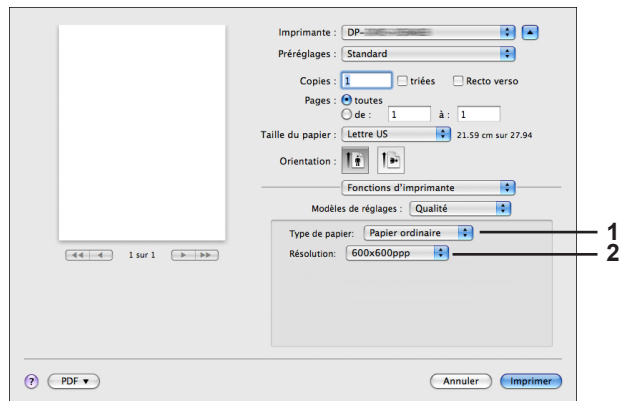 Imprimante : DP-
Préréglages : Standard
Copies : 1 triées Recto verso
Pages : toutes
de : 1 à : 1
Taille du papier : Lettre US 21.59 cm sur 27.94
Orientation :
Fonctions d'imprimante
Modèles de réglages : Qualité
Type de papier: Papier ordinaire 1
Résolution: 600x600ppp 2
1 sur 1
? PDF ▼ Annuler Imprimer